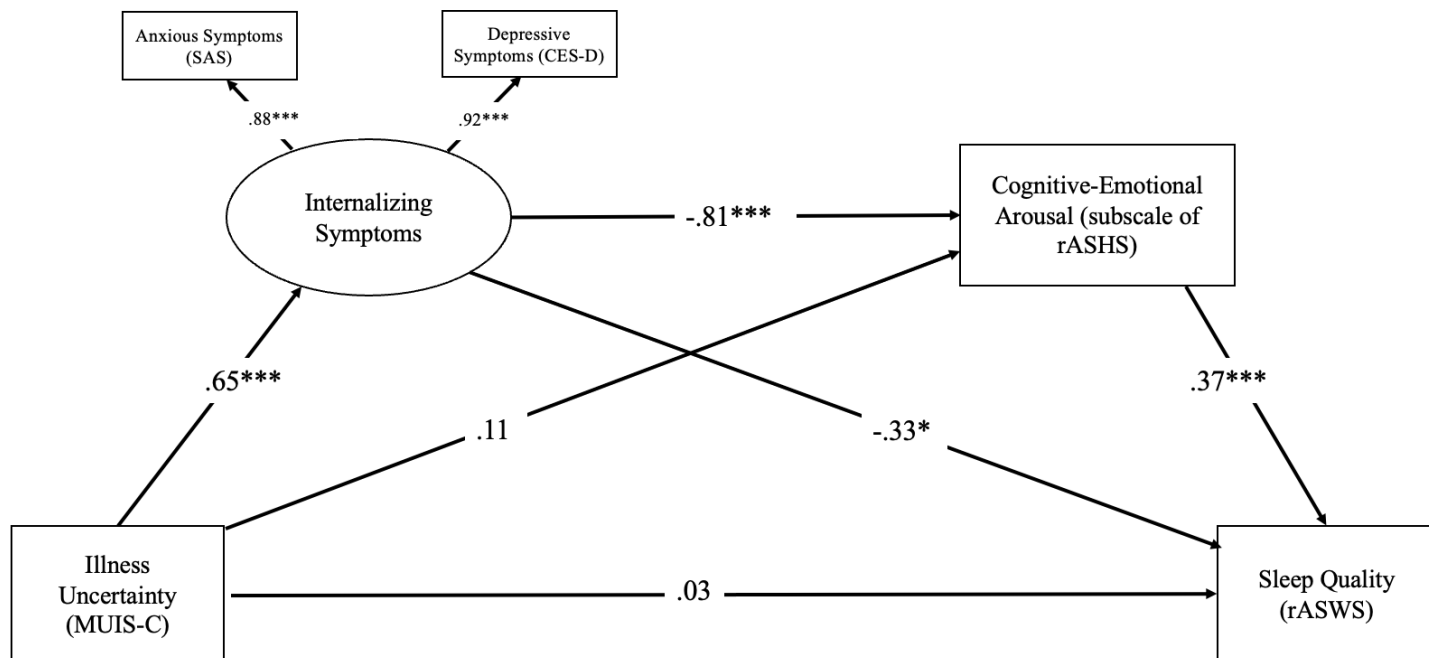 Anxious Symptoms
(SAS)
Depressive
Symptoms (CES-D)
.88***
.92***
Internalizing
Symptoms
Cognitive-Emotional
Arousal (subscale of
rASHS)
-.81***
.65***
.11
-.33*
.37***
Illness
Uncertainty
(MUIS-C)
.03
Sleep Quality
(rASWS)